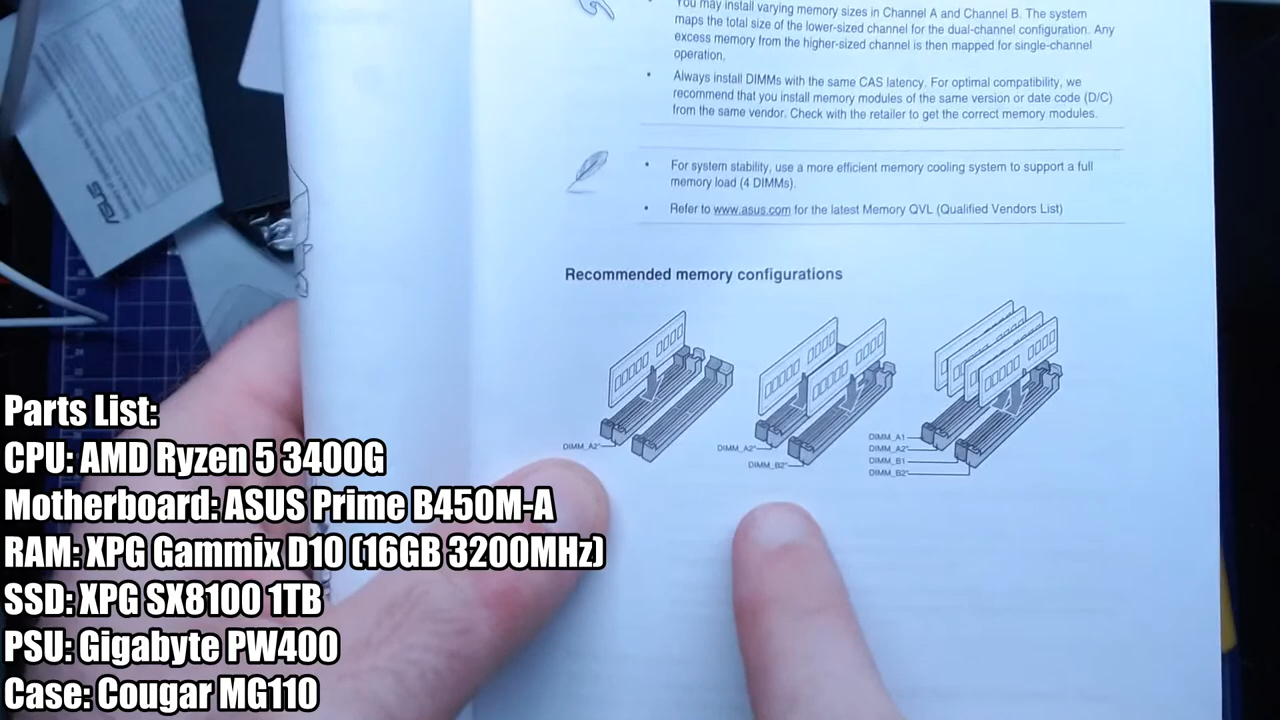 You may install varying memory sizes in Channel A and Channel B. The system
maps the total size of the lower-sized channel for the dual-channel configuration. Any
excess memory from the higher-sized channel is then mapped for single-channel
operation.
• Always install DIMMs with the same CAS latency. For optimal compatibility, we
recommend that you install memory modules of the same version or date code (D/C)
from the same vendor. Check with the retailer to get the correct memory modules.
• For system stability, use a more efficient memory cooling system to support a full
memory load (4 DIMMs).
• Refer to www.asus.com for the latest Memory QVL (Qualified Vendors List)
Recommended memory configurations
DIMM_A2*
DIMM_A2*
DIMM_B2*
DIMM_A1
DIMM_A2*
DIMM_B1
DIMM_B2*
ASUS
Parts List:
CPU: AMD Ryzen 5 3400G
Motherboard: ASUS Prime B450M-A
RAM: XPG Gammix D10 (16GB 3200MHz)
SSD: XPG SX8100 1TB
PSU: Gigabyte PW400
Case: Cougar MG110